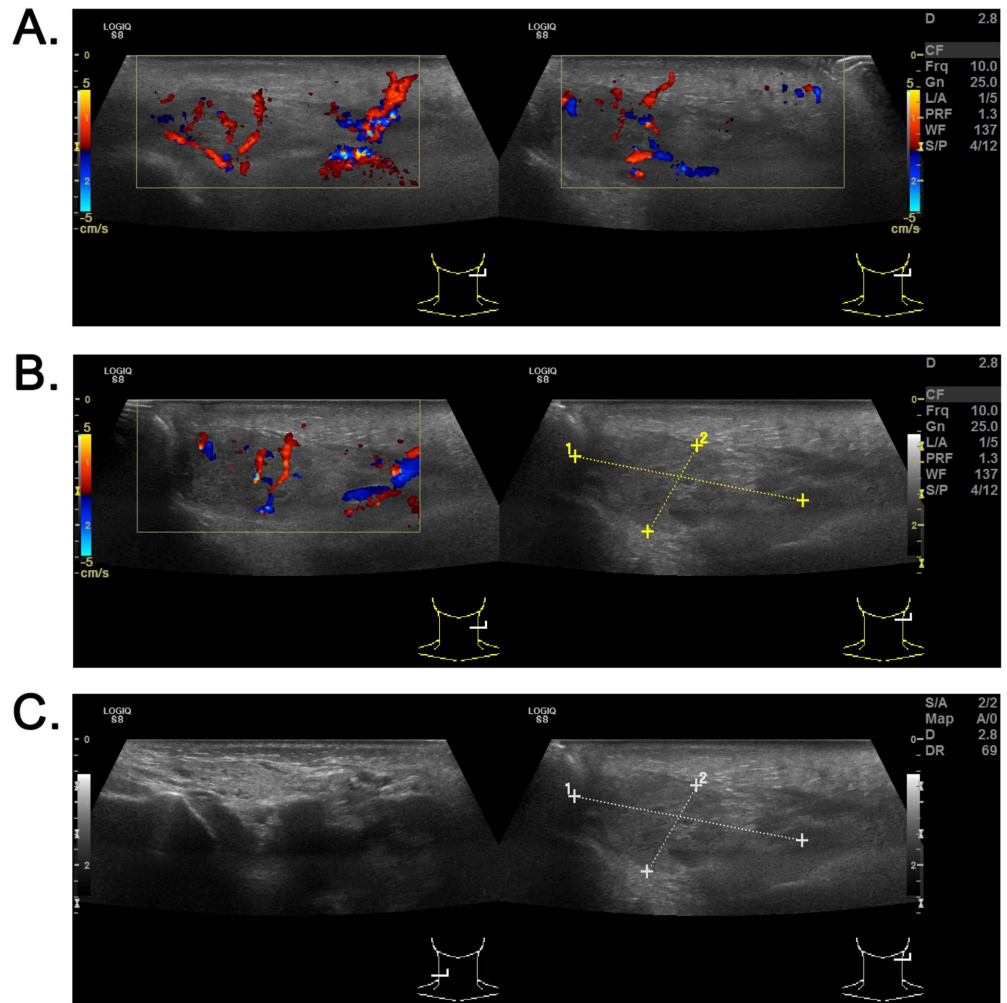 A.
LOGIQ
S8
LOGIQ
S8
D 2.8
CF
Frq 10.0
Gn 25.0
L/A 1/5
PRF 1.3
WF 137
S/P 4/12
0
5
2
-5
cm/s
0
5
2
-5
cm/s
B.
LOGIQ
S8
LOGIQ
S8
D 2.8
CF
Frq 10.0
Gn 25.0
L/A 1/5
PRF 1.3
WF 137
S/P 4/12
0
5
2
-5
cm/s
1
2
0
2
C.
LOGIQ
S8
LOGIQ
S8
S/A 2/2
Map A/0
D 2.8
DR 69
0
2
1
2
0
2